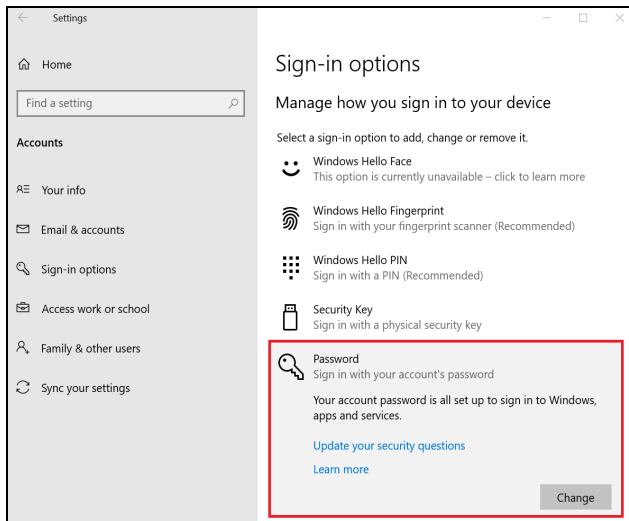 Settings
Home
Find a setting
Accounts
Your info
Email & accounts
Sign-in options
Access work or school
Family & other users
Sync your settings
Sign-in options
Manage how you sign in to your device
Select a sign-in option to add, change or remove it.
Windows Hello Face
This option is currently unavailable – click to learn more
Windows Hello Fingerprint
Sign in with your fingerprint scanner (Recommended)
Windows Hello PIN
Sign in with a PIN (Recommended)
Security Key
Sign in with a physical security key
Password
Sign in with your account's password
Your account password is all set up to sign in to Windows,
apps and services.
Update your security questions
Learn more
Change